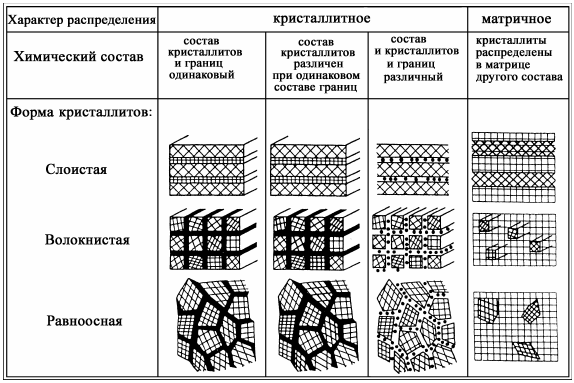 Характер распределения
кристаллитное
матричное
Химический состав
состав
кристаллитов
и границ
одинаковый
состав
кристаллитов
различен
при одинаковом
составе границ
состав
и кристаллитов
и границ
различный
кристаллиты
распределены
в матрице
другого состава
Форма кристаллитов:
Слоистая
Волокнистая
Равноосная